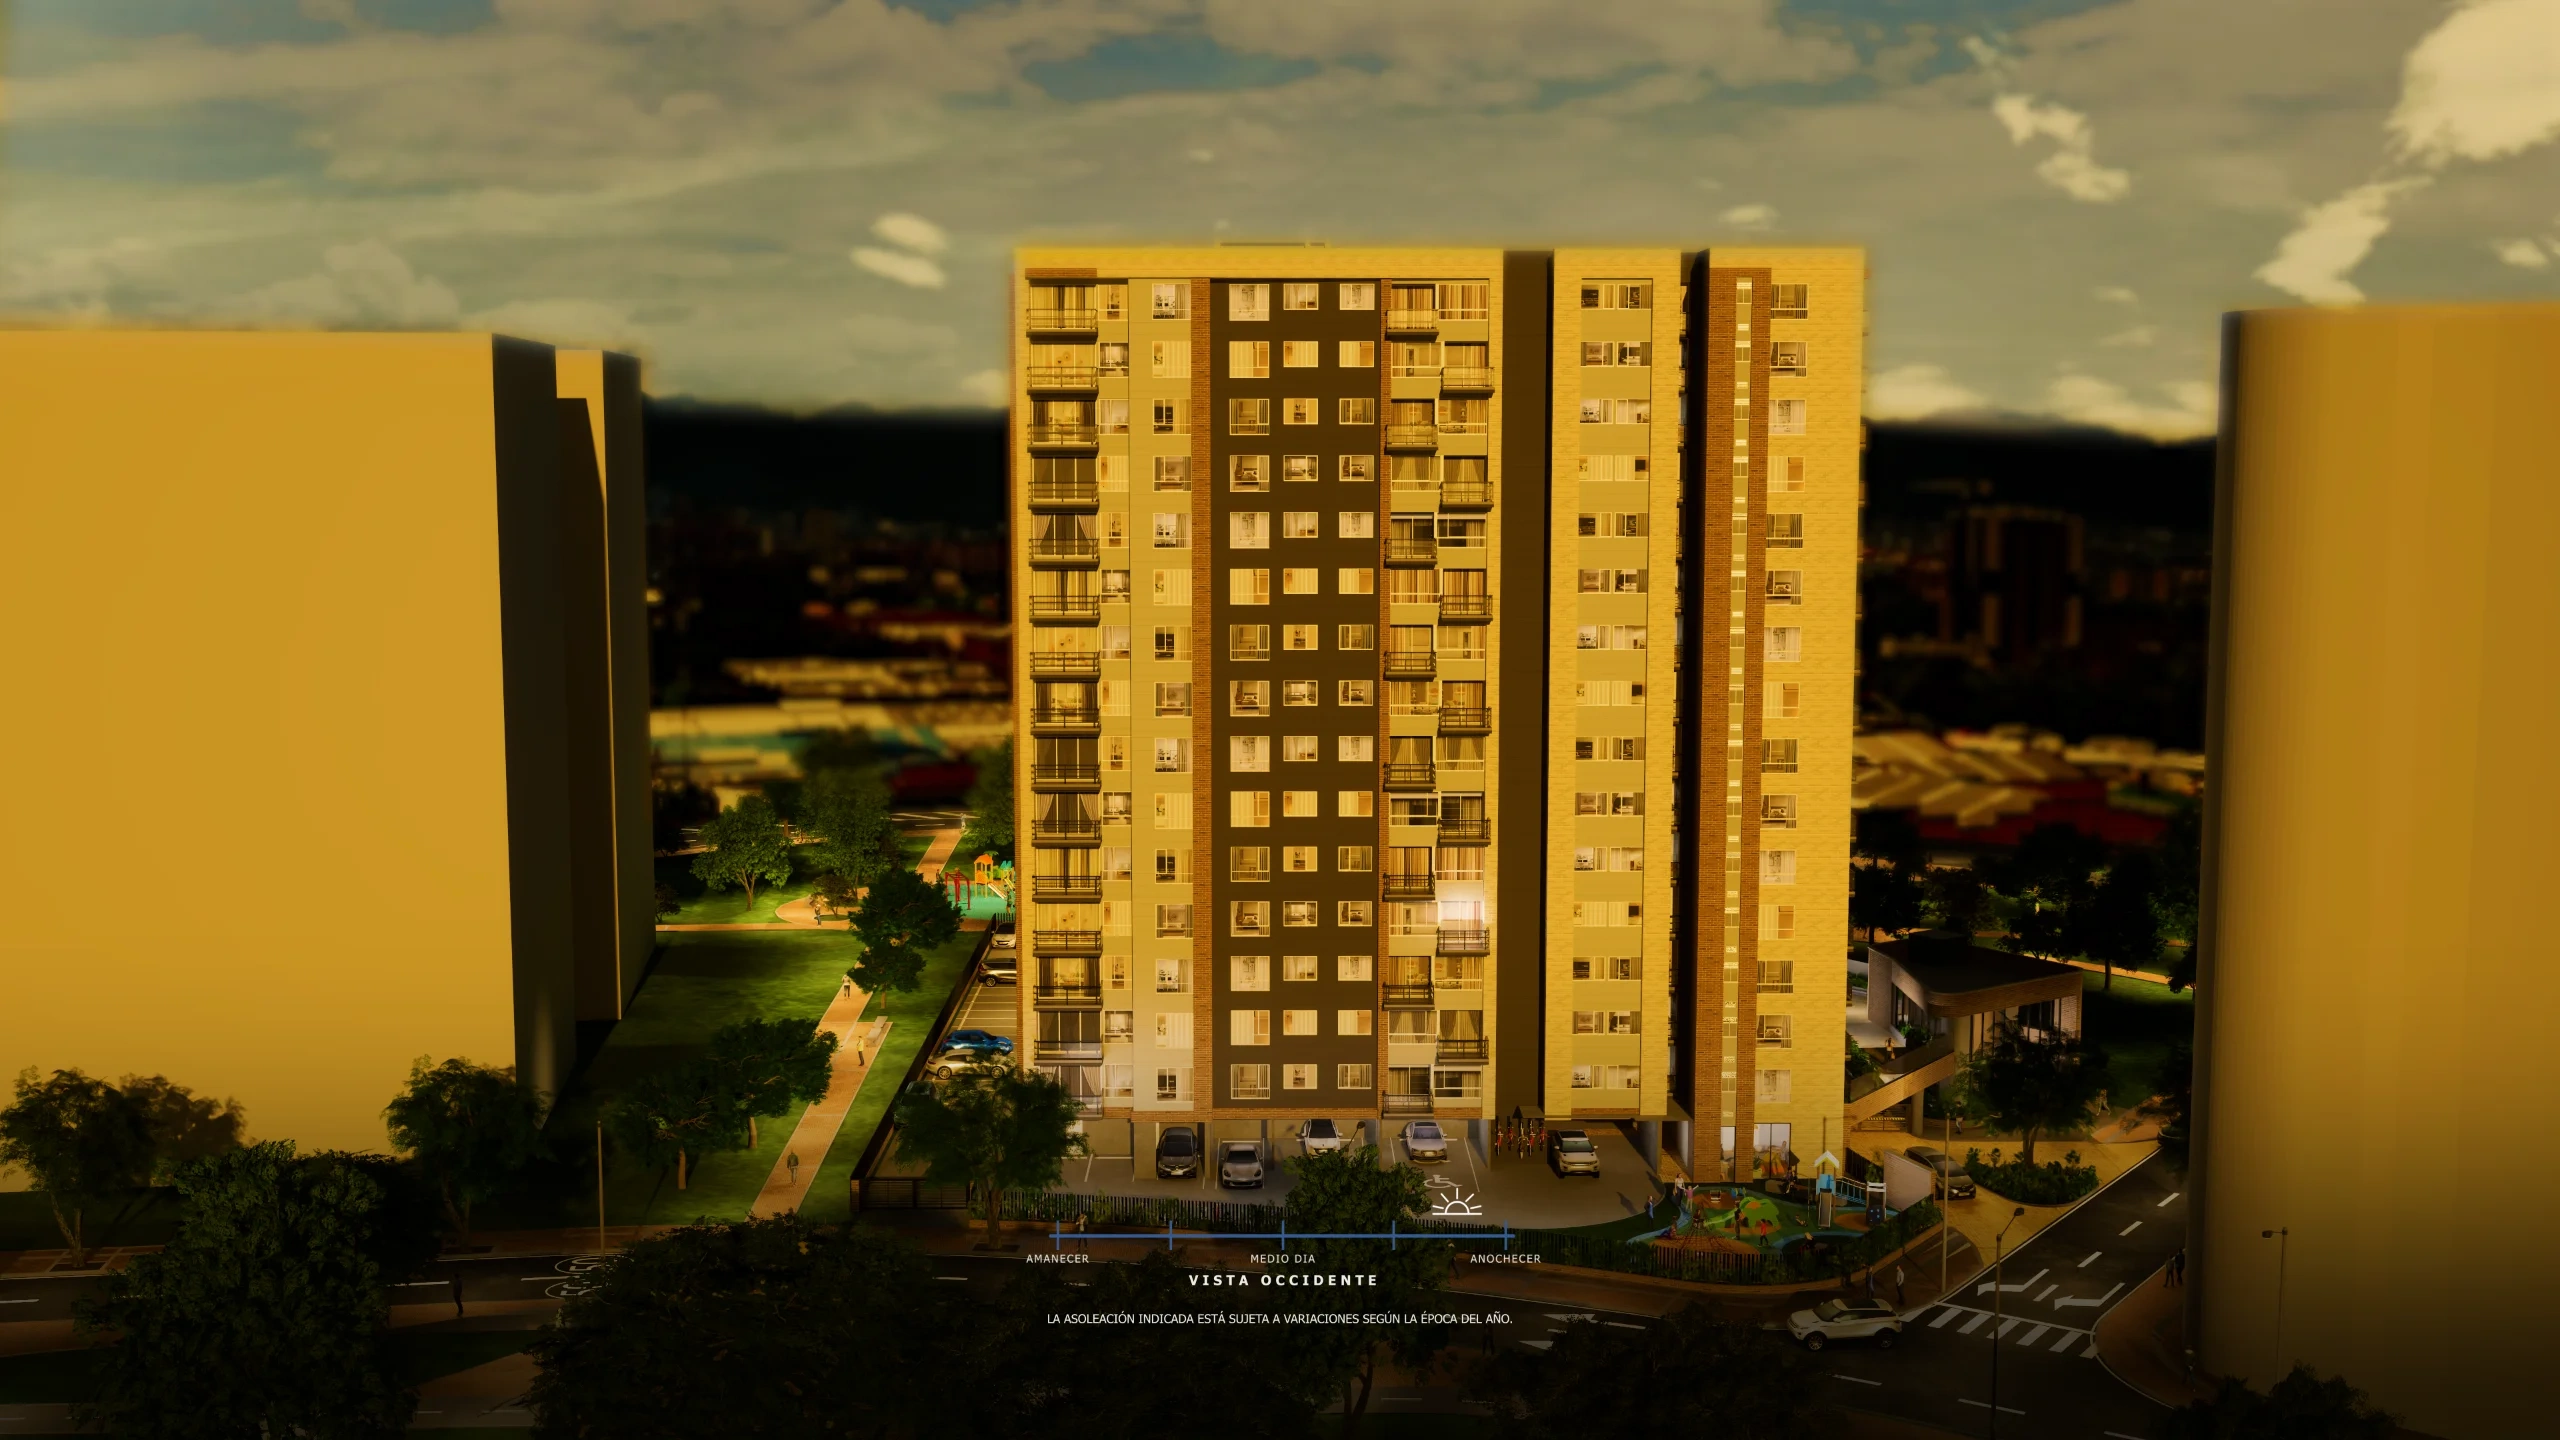 AMANECER MEDIO DIA ANOCHECER
VISTA OCCIDENTE
LA ASOLEACIÓN INDICADA ESTÁ SUJETA A VARIACIONES SEGÚN LA ÉPOCA DEL AÑO.